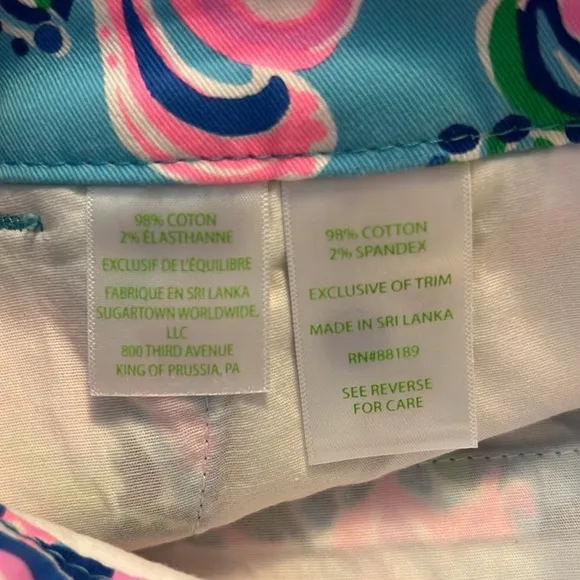 98% COTON
2% ÉLASTHANNE
EXCLUSIF DE L'ÉQUILIBRE
FABRIQUE EN SRI LANKA
SUGARTOWN WORLDWIDE,
LLC
800 THIRD AVENUE
KING OF PRUSSIA, PA
98% COTTON
2% SPANDEX
EXCLUSIVE OF TRIM
MADE IN SRI LANKA
RN#88189
SEE REVERSE
FOR CARE